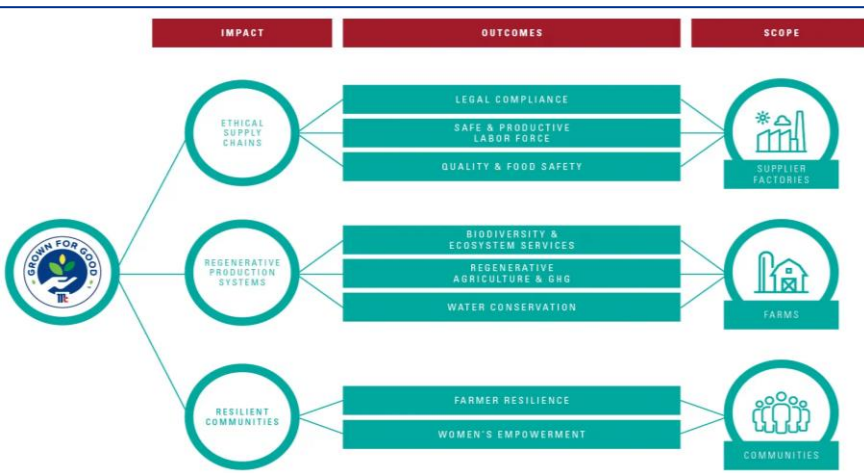 IMPACT
OUTCOMES
SCOPE
ETHICAL
SUPPLY
CHAINS
LEGAL COMPLIANCE
SAFE & PRODUCTIVE
LABOR FORCE
QUALITY & FOOD SAFETY
SUPPLIER
FACTORIES
GROWN FOR GOOD
REGENERATIVE
PRODUCTION
SYSTEMS
BIODIVERSITY &
ECOSYSTEM SERVICES
REGENERATIVE
AGRICULTURE & GHG
WATER CONSERVATION
FARMS
RESILIENT
COMMUNITIES
FARMER RESILIENCE
WOMEN'S EMPOWERMENT
COMMUNITIES